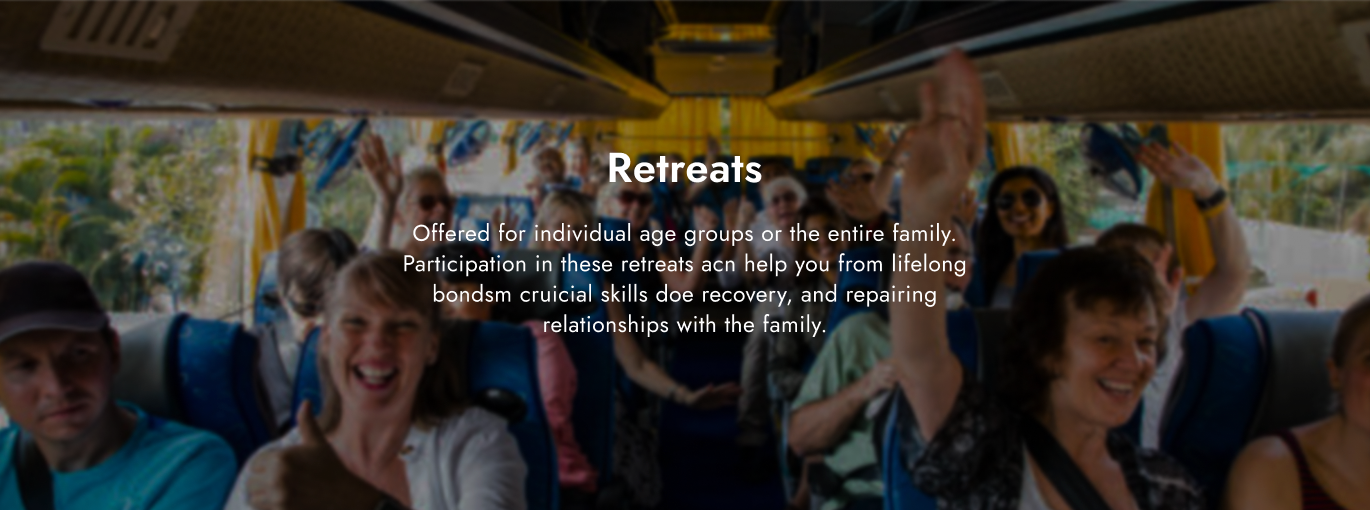 Retreats
Offered for individual age groups or the entire family.
Participation in these retreats acn help you from lifelong
bondsm cruicial skills doe recovery, and repairing
relationships with the family.